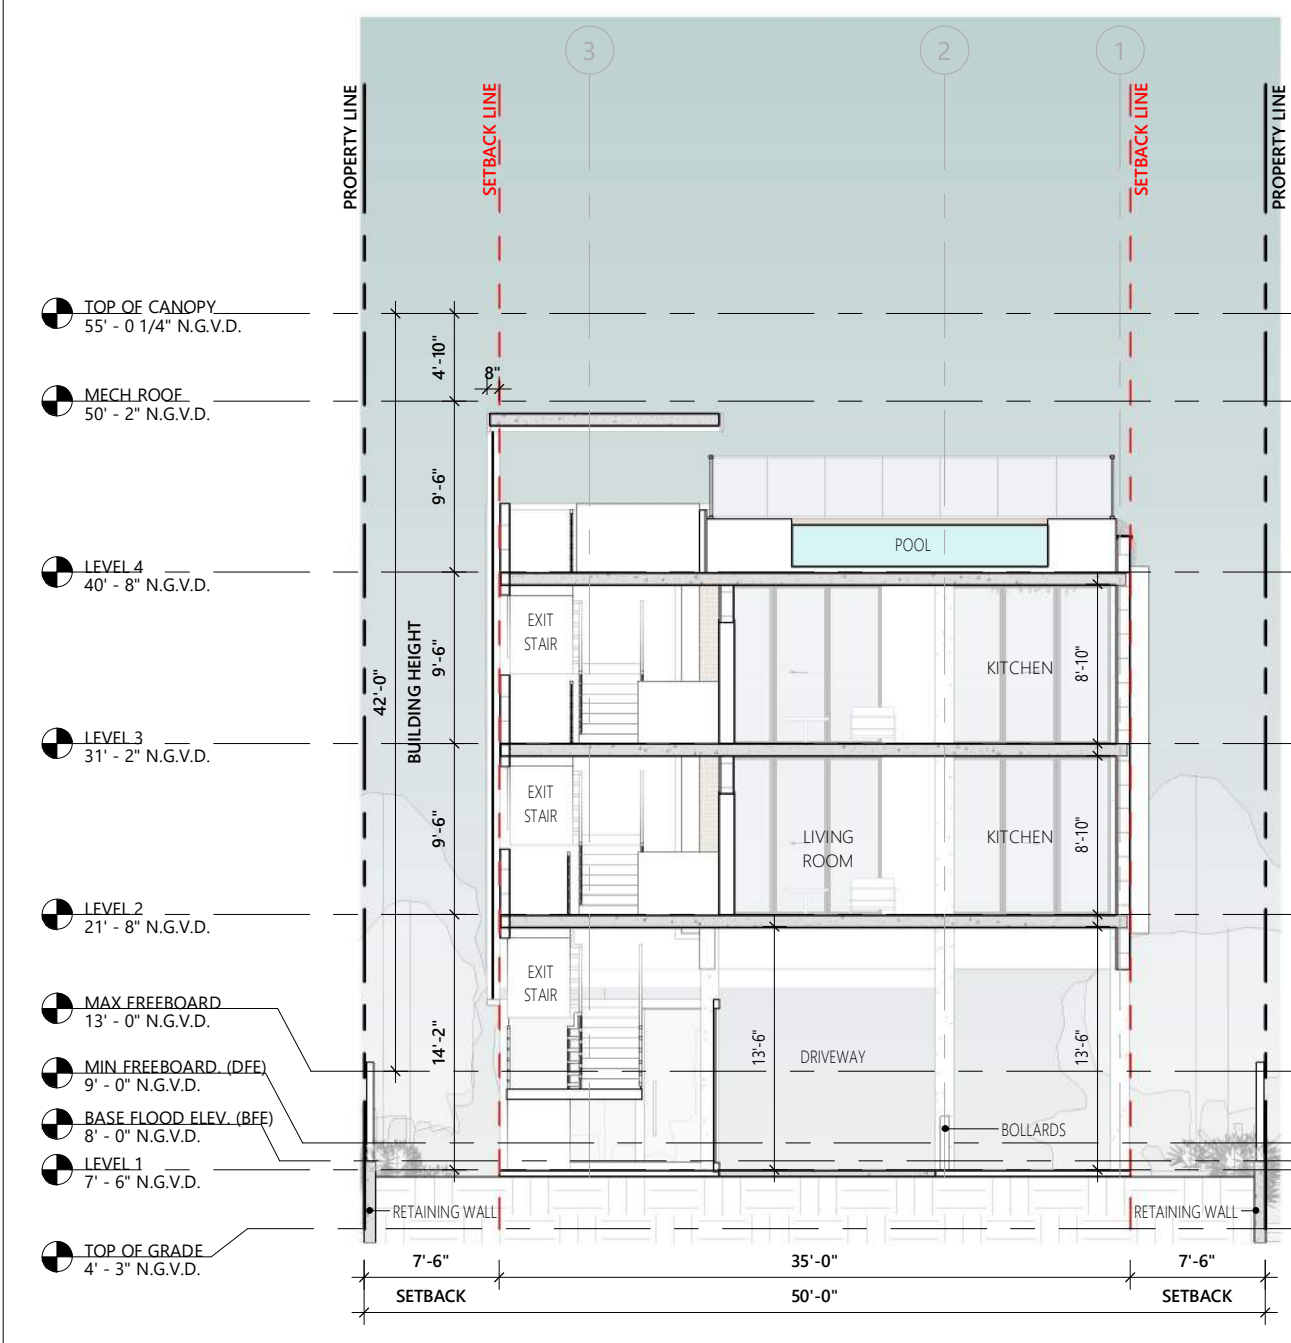 3
2
1
PROPERTY LINE
SETBACK LINE
SETBACK LINE
PROPERTY LINE
TOP OF CANOPY
55' - 0 1/4" N.G.V.D.
4'-10"
8"
MECH ROOF
50' - 2" N.G.V.D.
9'-6"
POOL
LEVEL 4
40' - 8" N.G.V.D.
EXIT
STAIR
42'-0"
BUILDING HEIGHT
9'-6"
KITCHEN
8'-10"
LEVEL 3
31' - 2" N.G.V.D.
EXIT
STAIR
9'-6"
LIVING
ROOM
KITCHEN
8'-10"
LEVEL 2
21' - 8" N.G.V.D.
EXIT
STAIR
MAX FREEBOARD
13' - 0" N.G.V.D.
14'-2"
13'-6"
DRIVEWAY
13'-6"
MIN FREEBOARD. (DFE)
9' - 0" N.G.V.D.
BASE FLOOD ELEV. (BFE)
8' - 0" N.G.V.D.
BOLLARDS
LEVEL 1
7' - 6" N.G.V.D.
RETAINING WALL
RETAINING WALL
TOP OF GRADE
4' - 3" N.G.V.D.
7'-6"
35'-0"
7'-6"
SETBACK
50'-0"
SETBACK